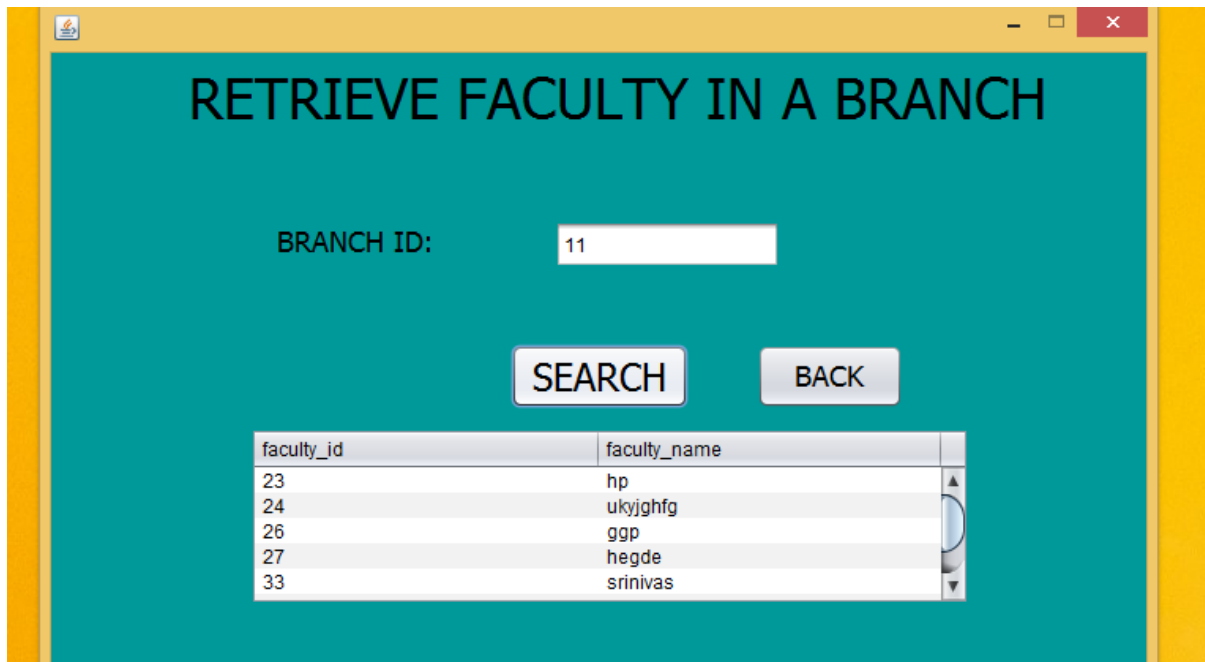 RETRIEVE FACULTY IN A BRANCH
BRANCH ID: 11
SEARCH BACK
faculty_id faculty_name
23 hp
24 ukyjghfg
26 ggp
27 hegde
33 srinivas